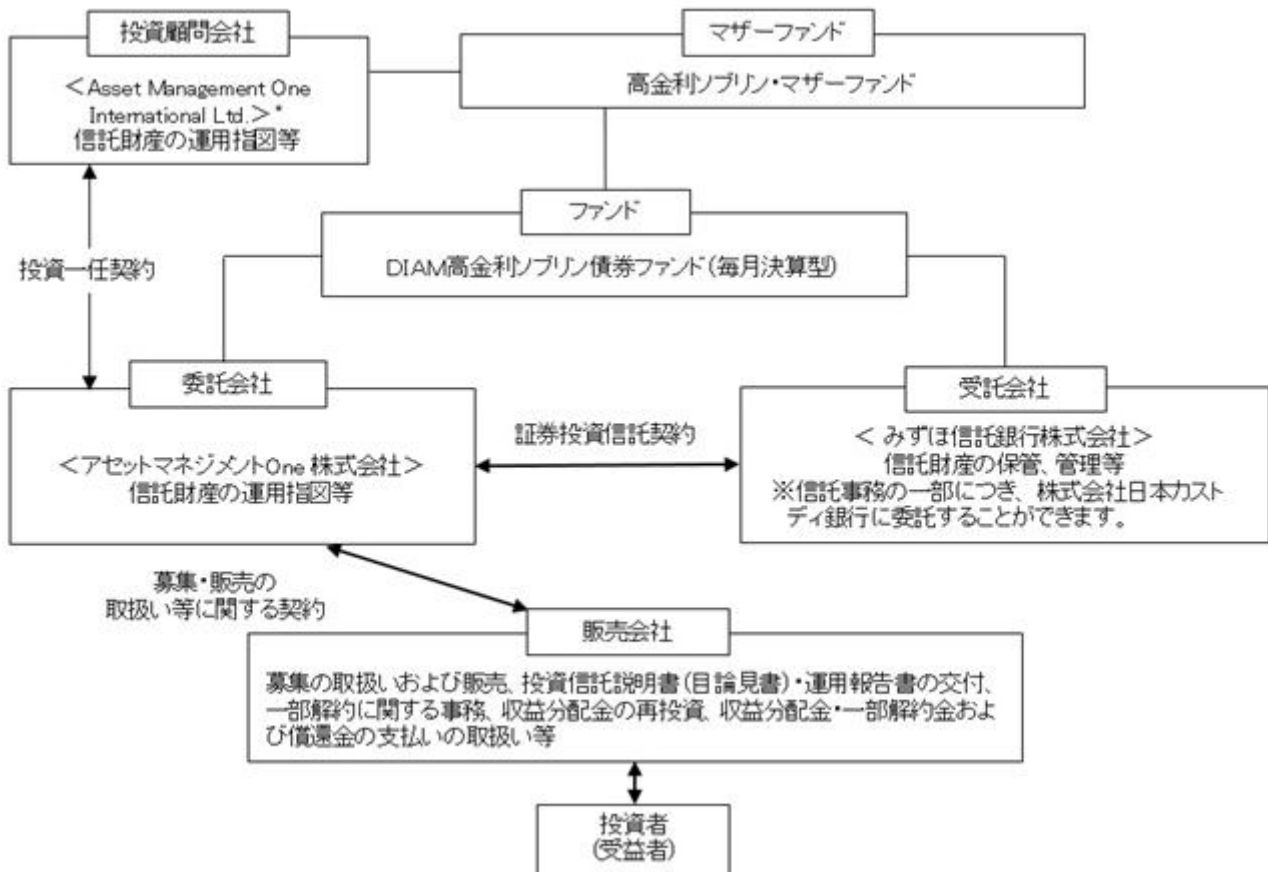 投資顧問会社
＜Asset Management One
International Ltd.＞*
信託財産の運用指図等
マザーファンド
高金利ソブリン・マザーファンド
ファンド
DIAM高金利ソブリン債券ファンド(毎月決算型)
投資一任契約
委託会社
＜アセットマネジメントOne 株式会社＞
信託財産の運用指図等
証券投資信託契約
受託会社
＜ みずほ信託銀行株式会社＞
信託財産の保管、管理等
※信託事務の一部につき、株式会社日本カスト
ディ銀行に委託することができます。
募集・販売の
取扱い等に関する契約
販売会社
募集の取扱いおよび販売、投資信託説明書(目論見書)・運用報告書の交付、
一部解約に関する事務、収益分配金の再投資、収益分配金・一部解約金およ
び償還金の支払いの取扱い等
投資者
(受益者)